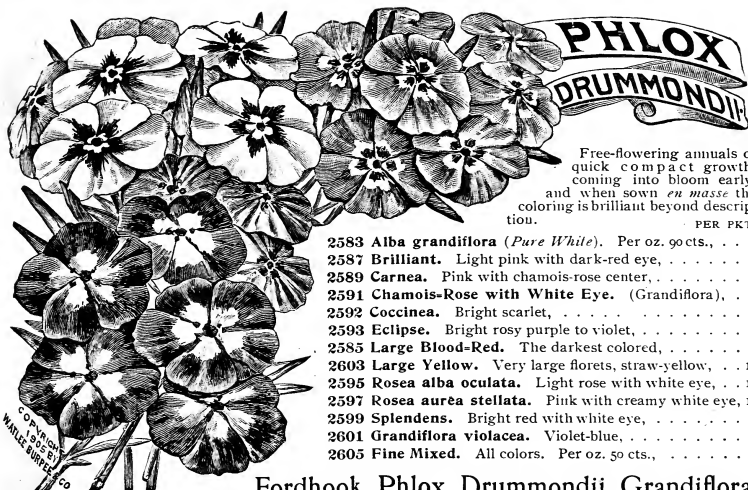 PHLOX
DRUMMONDII
Free-flowering annuals
quick compact growth
coming into bloom early
and when sown en masse
coloring is brilliant beyond descrip
tion.
PER PKT
2583 Alba grandiflora (Pure White). Per oz. 90 cts., . .
2587 Brilliant. Light pink with dark-red eye, . . . . . .
2589 Carnea. Pink with chamois-rose center, . . . . . .
2591 Chamois-Rose with White Eye. (Grandiflora), .
2592 Coccinea. Bright scarlet, . . . . . . . . . . . .
2593 Eclipse. Bright rosy purple to violet, . . . . . . .
2585 Large Blood=Red. The darkest colored, . . . . . .
2603 Large Yellow. Very large florets, straw-yellow, . .
2595 Rosea alba oculata. Light rose with white eye, . .
2597 Rosea aurea stellata. Pink with creamy white eye,
2599 Splendens. Bright red with white eye, . . . . . . .
2601 Grandiflora violacea. Violet-blue, . . . . . . . .
2605 Fine Mixed. All colors. Per oz. 50 cts., . . . . . .
COPYRIGHT
1905 BY
W ATLEE BURPEE & CO
Fordhook Phlox Drummondii Grandiflora